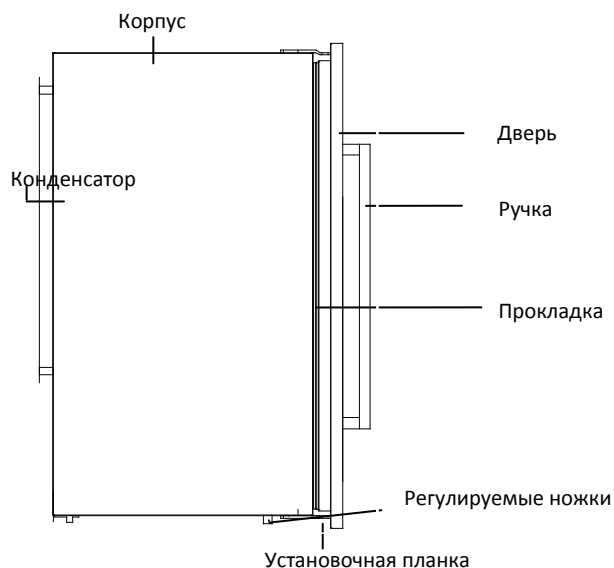 Корпус
Дверь
Конденсатор
Ручка
Прокладка
Регулируемые ножки
Установочная планка